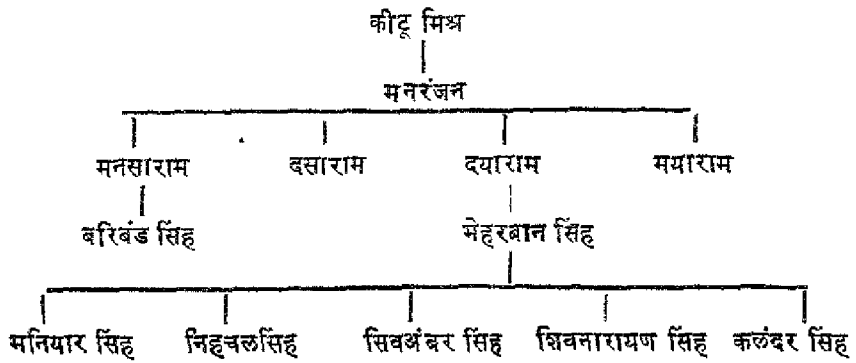 कीटू मिश्र
मनरंजन
मनसाराम दसाराम दयाराम मयाराम
बरिबंड सिंह मेहरबान सिंह
मनियार सिंह निहचलसिंह सिवअंबर सिंह शिवनारायण सिंह कलंदर सिंह